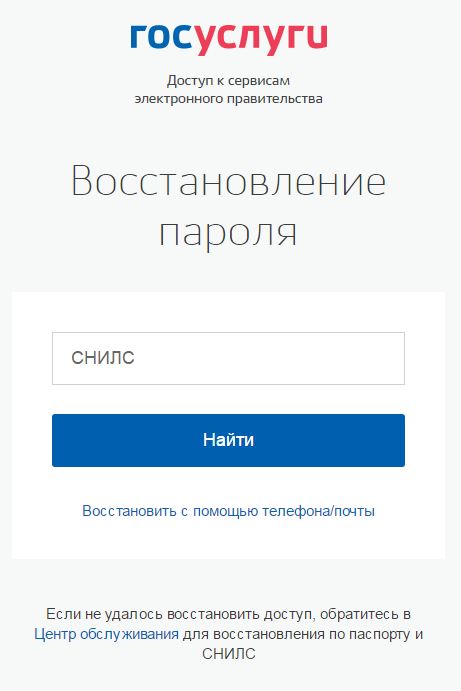 госуслуги
Доступ к сервисам
электронного правительства
Восстановление
пароля
СНИЛС
Найти
Восстановить с помощью телефона/почты
Если не удалось восстановить доступ, обратитесь в
Центр обслуживания для восстановления по паспорту и
СНИЛС